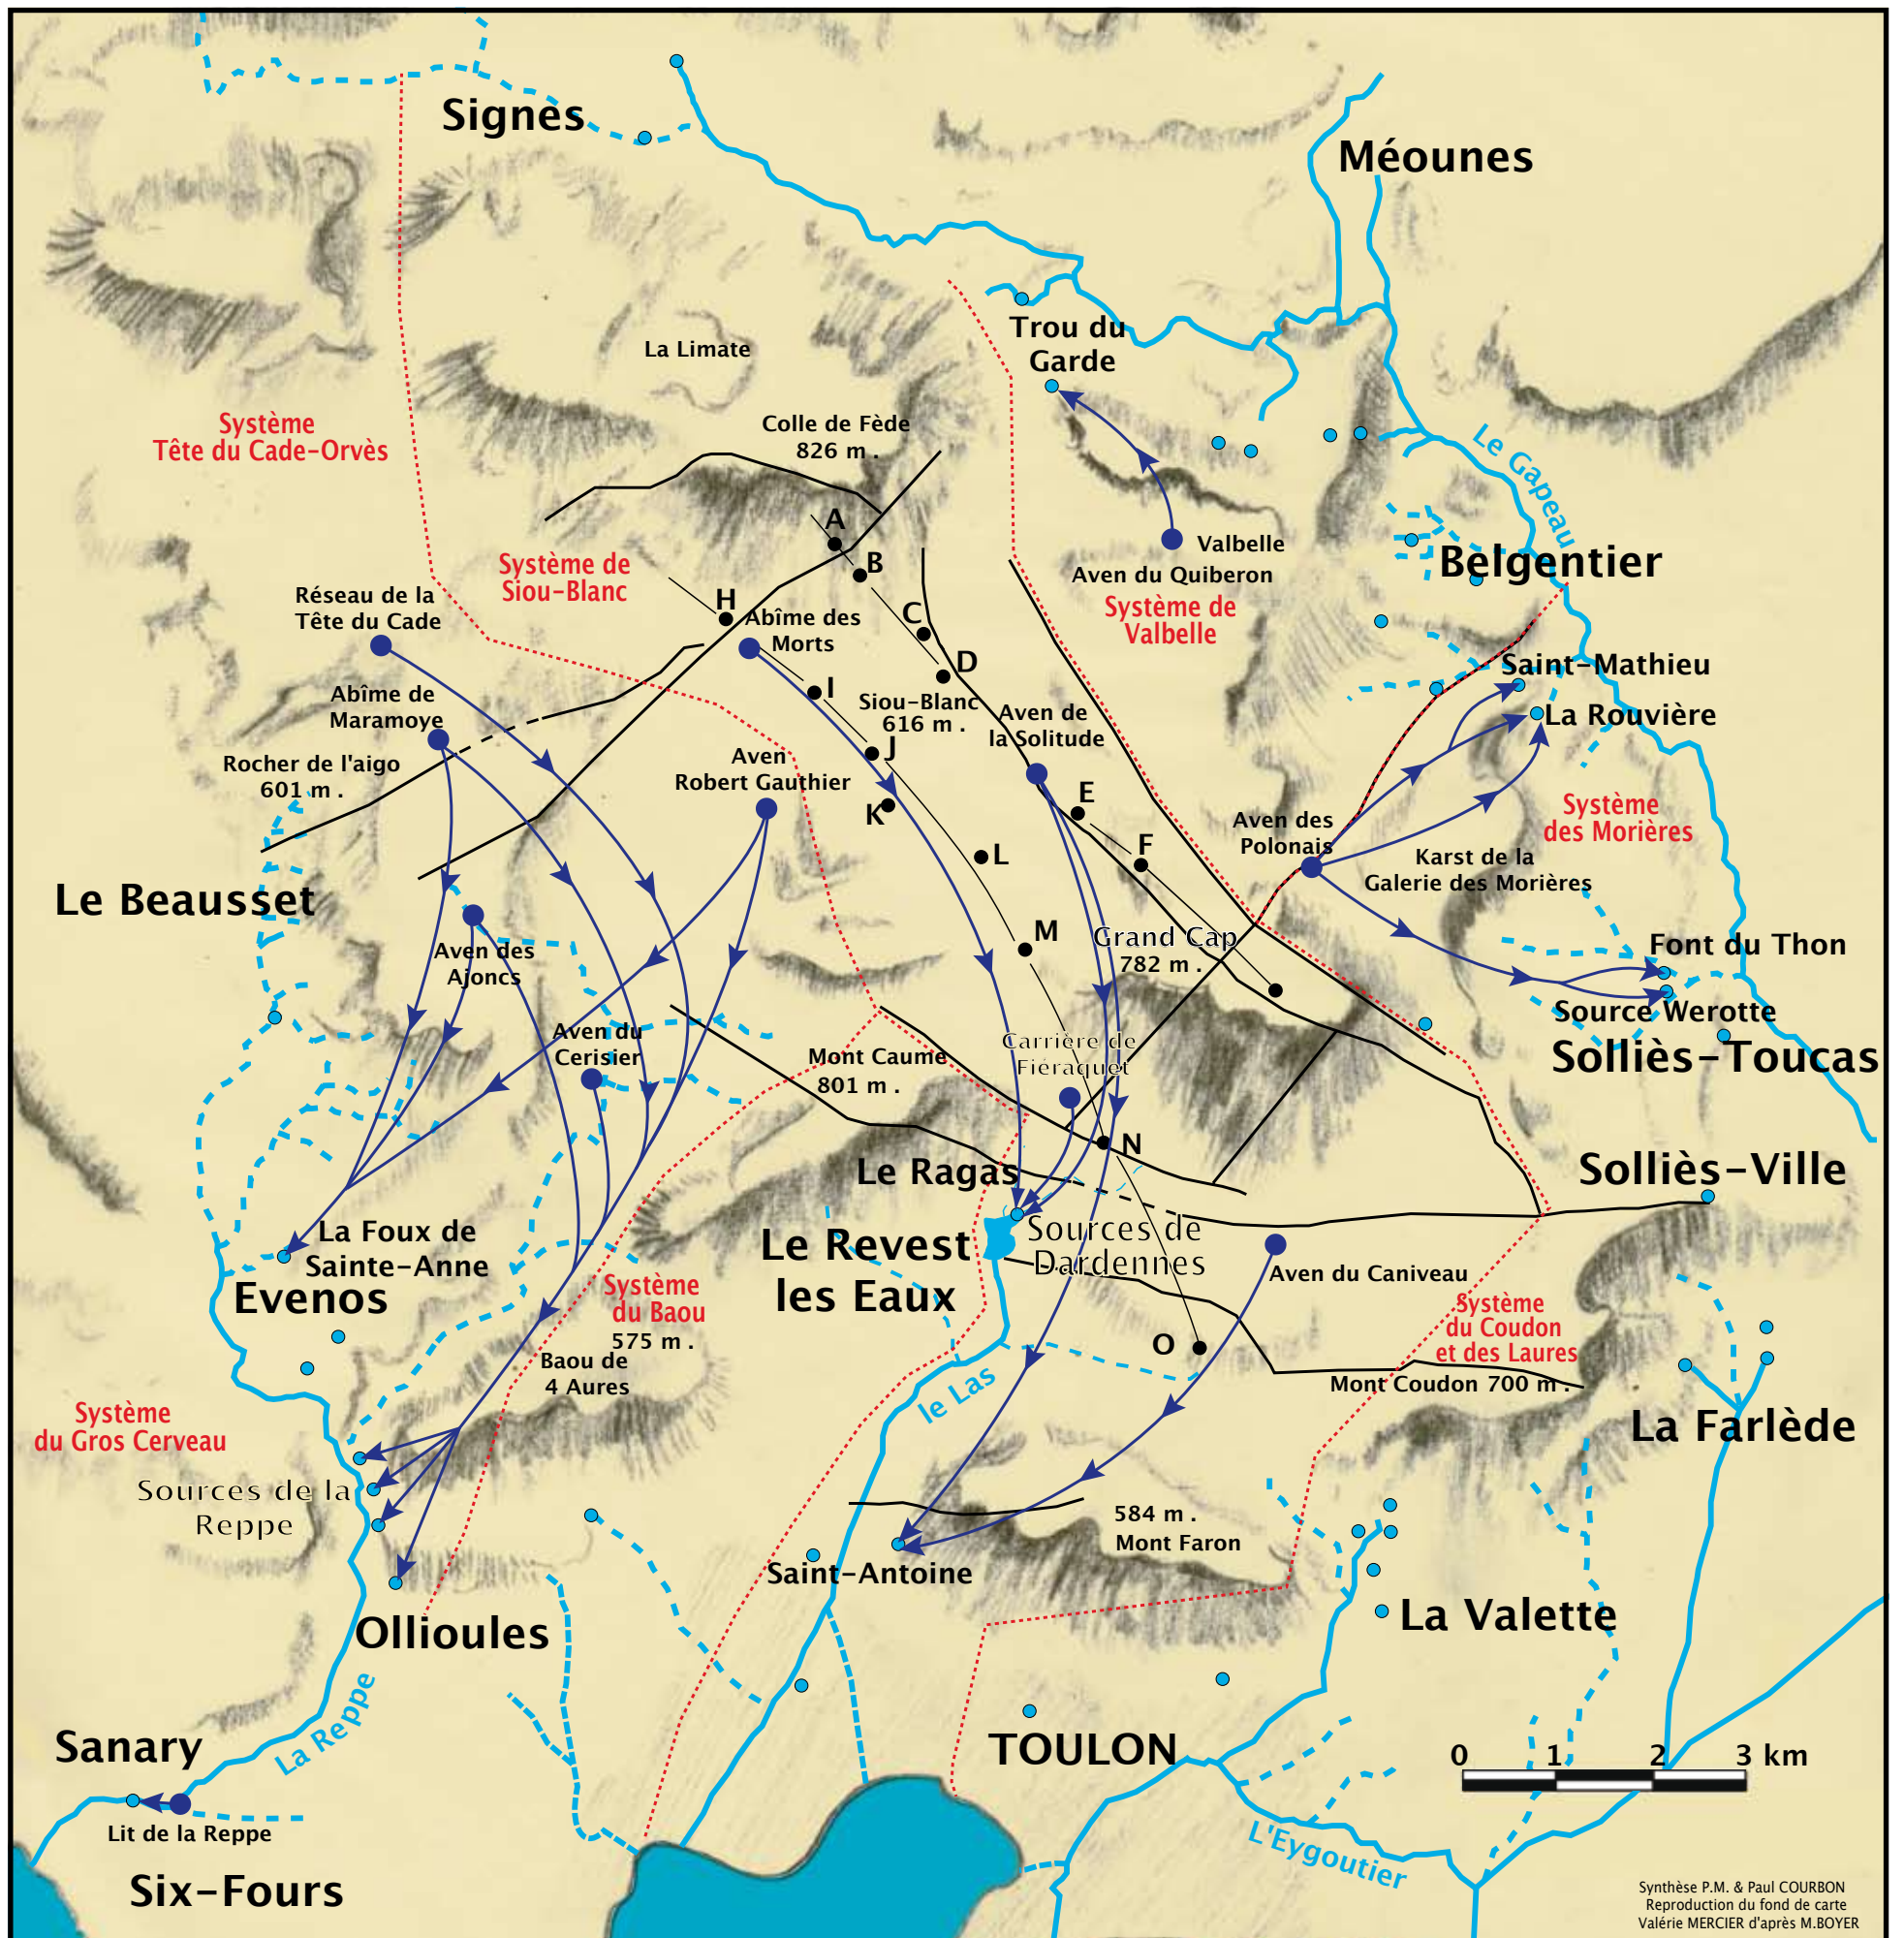 Signes
Méounes
Trou du
Garde
La Limate
Système
Tête du Cade-Orvès
Colle de Fède
826 m .
Le Gapeau
A
B
Valbelle
Aven du Quiberon
Belgentier
Système de
Siou-Blanc
Système de
Valbelle
Réseau de la
Tête du Cade
H
Abîme des
Morts
C
D
Saint-Mathieu
I
Abîme de
Maramoye
Siou-Blanc
616 m .
Aven de
la Solitude
La Rouvière
J
Rocher de l'aigo
601 m .
Aven
Robert Gauthier
K
E
Système
des Morières
Aven des
Polonais
F
L
Karst de la
Galerie des Morières
Le Beausset
M
Grand Cap
782 m .
Font du Thon
Aven des
Ajoncs
Source Werotte
Aven du
Cerisier
Mont Caume
801 m .
Carrière de
Fiéraquet
Solliès-Toucas
N
Le Ragas
Solliès-Ville
La Foux de
Sainte-Anne
Sources de
Dardennes
Le Revest
les Eaux
Aven du Caniveau
Evenos
Système
du Baou
575 m .
Baou de
4 Aures
O
Système
du Coudon
et des Laures
Mont Coudon 700 m .
le Las
Système
du Gros Cerveau
La Farlède
Sources de la
Reppe
584 m .
Mont Faron
Saint-Antoine
La Valette
Ollioules
La Reppe
Sanary
TOULON
0 1 2 3 km
Lit de la Reppe
L'Eygoutier
Six-Fours
Synthèse P.M. & Paul COURBON
Reproduction du fond de carte
Valérie MERCIER d'après M.BOYER